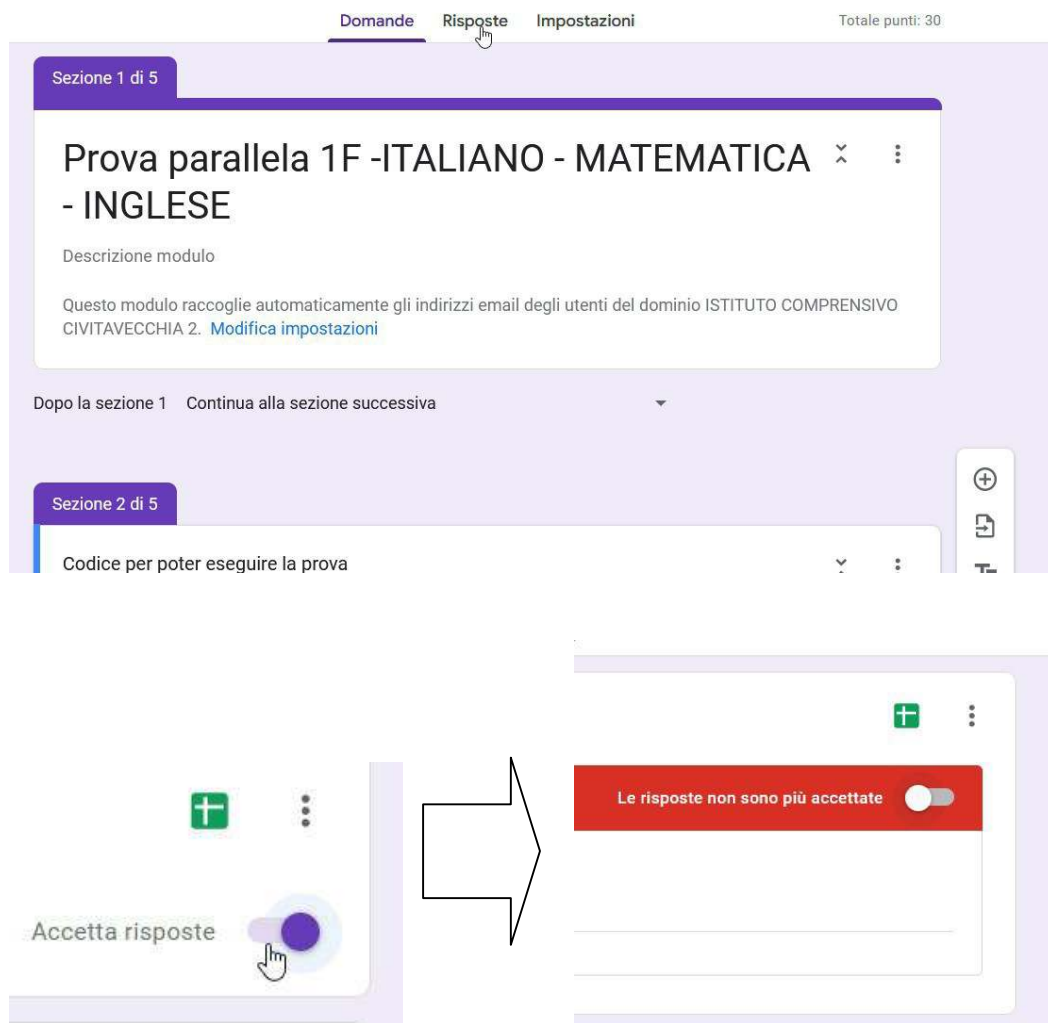 Domande Risposte Impostazioni Totale punti: 30
Sezione 1 di 5
Prova parallela 1F -ITALIANO - MATEMATICA
- INGLESE
Descrizione modulo
Questo modulo raccoglie automaticamente gli indirizzi email degli utenti del dominio ISTITUTO COMPRENSIVO
CIVITAVECCHIA 2. Modifica impostazioni
Dopo la sezione 1 Continua alla sezione successiva
Sezione 2 di 5
Codice per poter eseguire la prova
Le risposte non sono più accettate
Accetta risposte